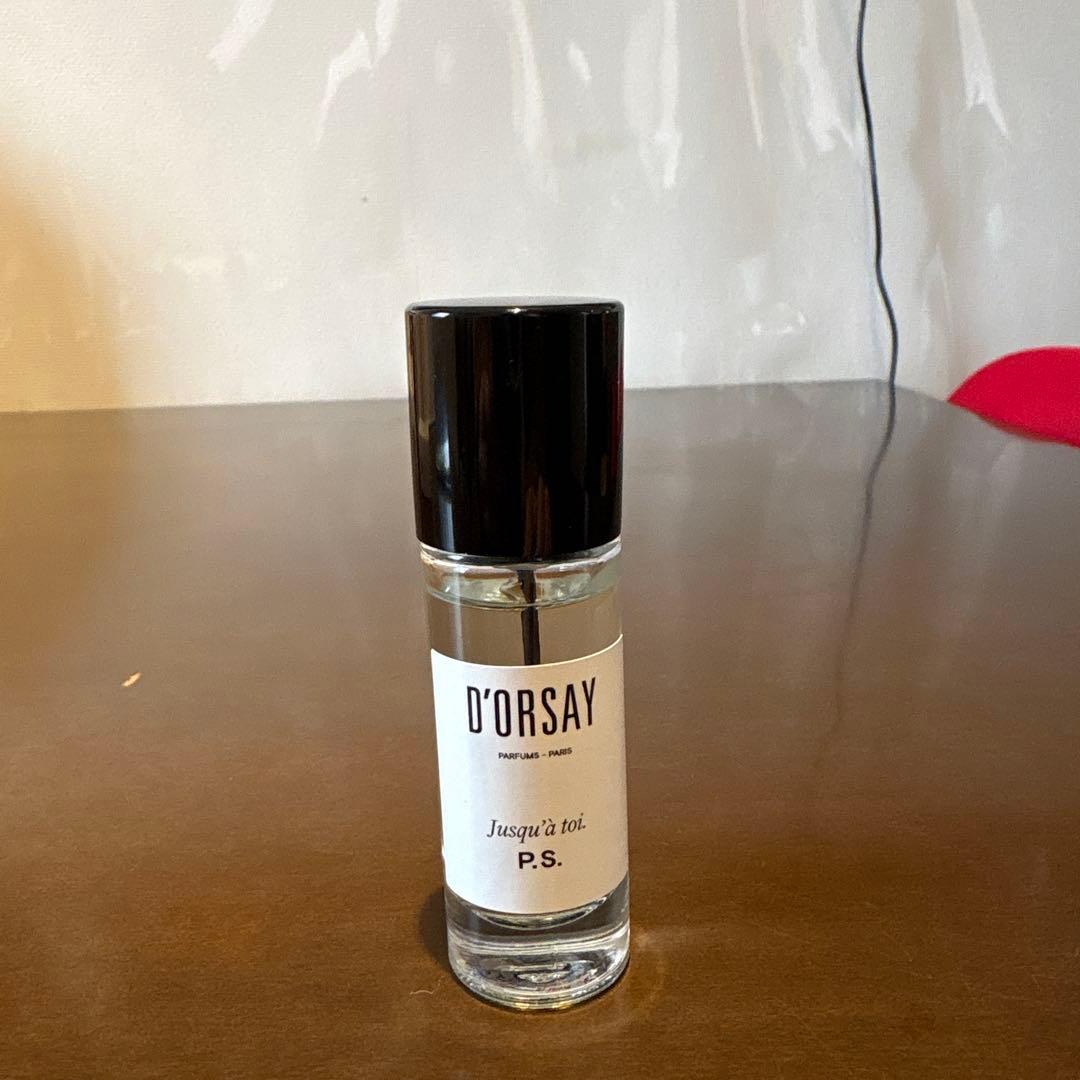 D'ORSAY
PARFUMS - PARIS
Jusqu'à toi.
P.S.